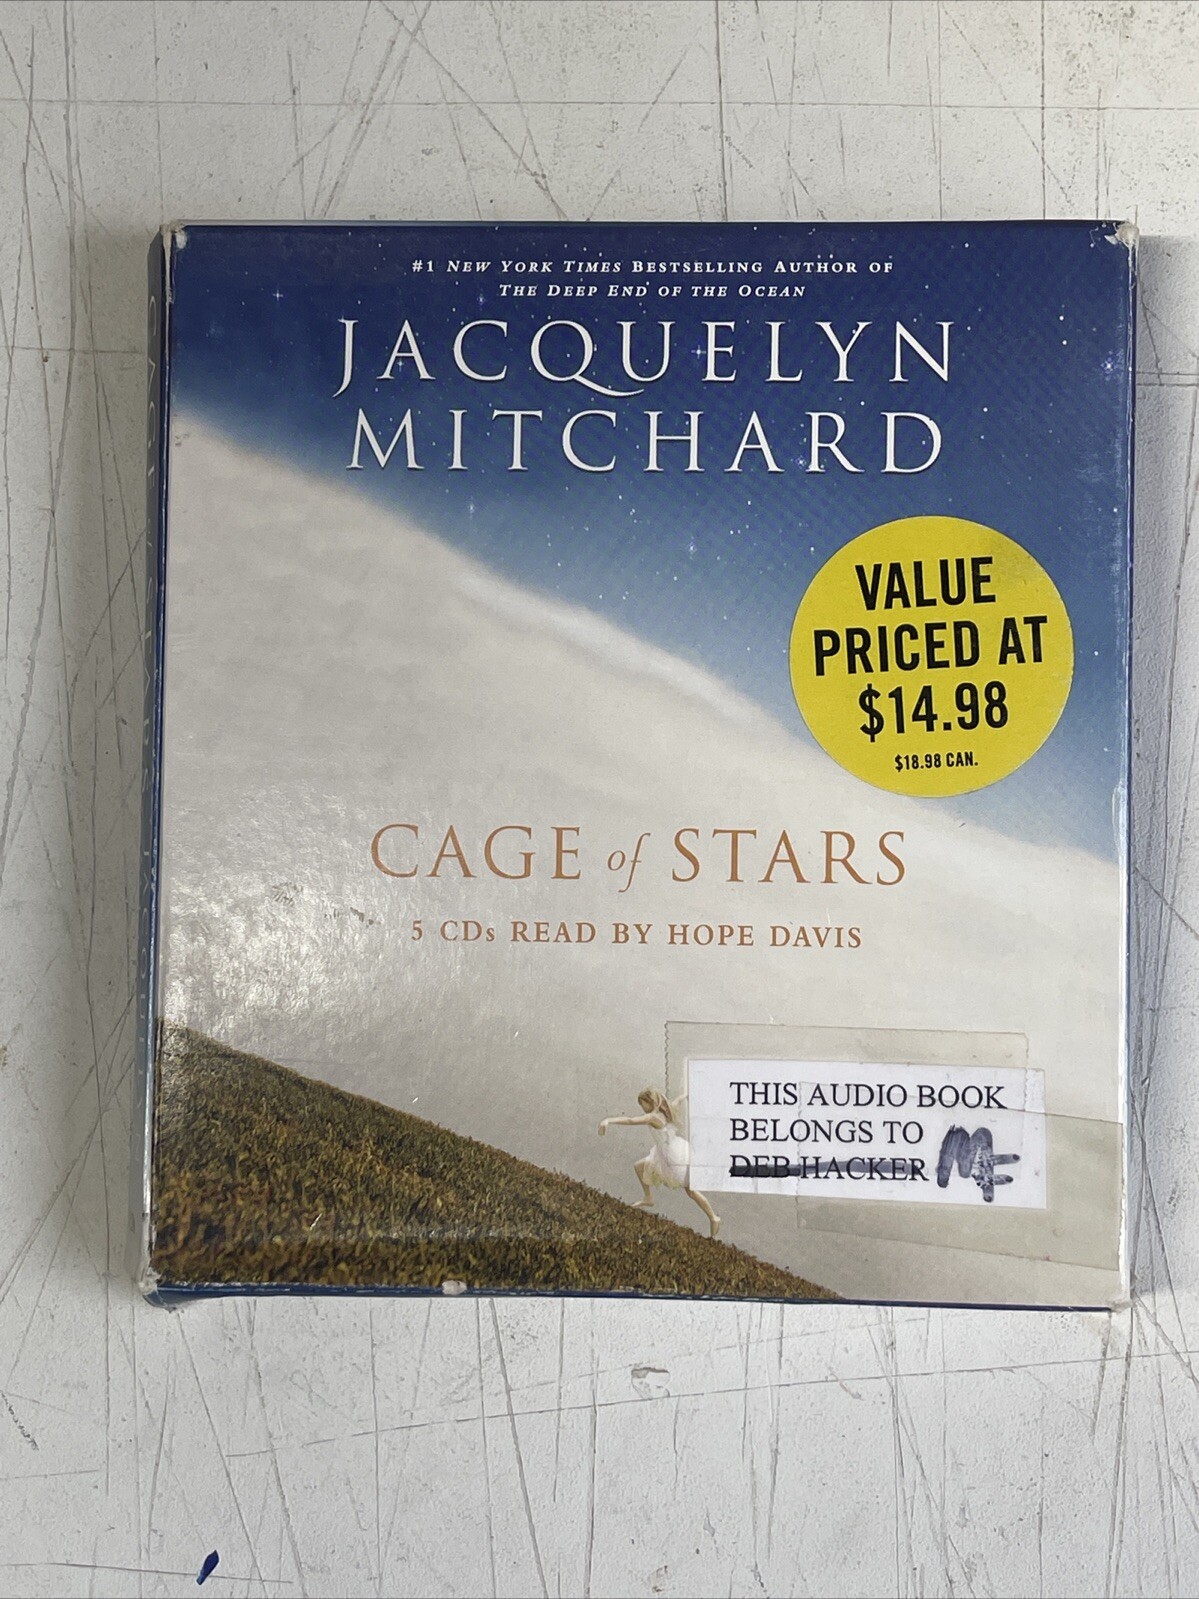 #1 NEW YORK TIMES BESTSELLING AUTHOR OF
THE DEEP END OF THE OCEAN
JACQUELYN
MITCHARD
VALUE
PRICED AT
$14.98
$18.98 CAN.
CAGE of STARS
5 CDs READ BY HOPE DAVIS
THIS AUDIO BOOK
BELONGS TO
DEB HACKER MF